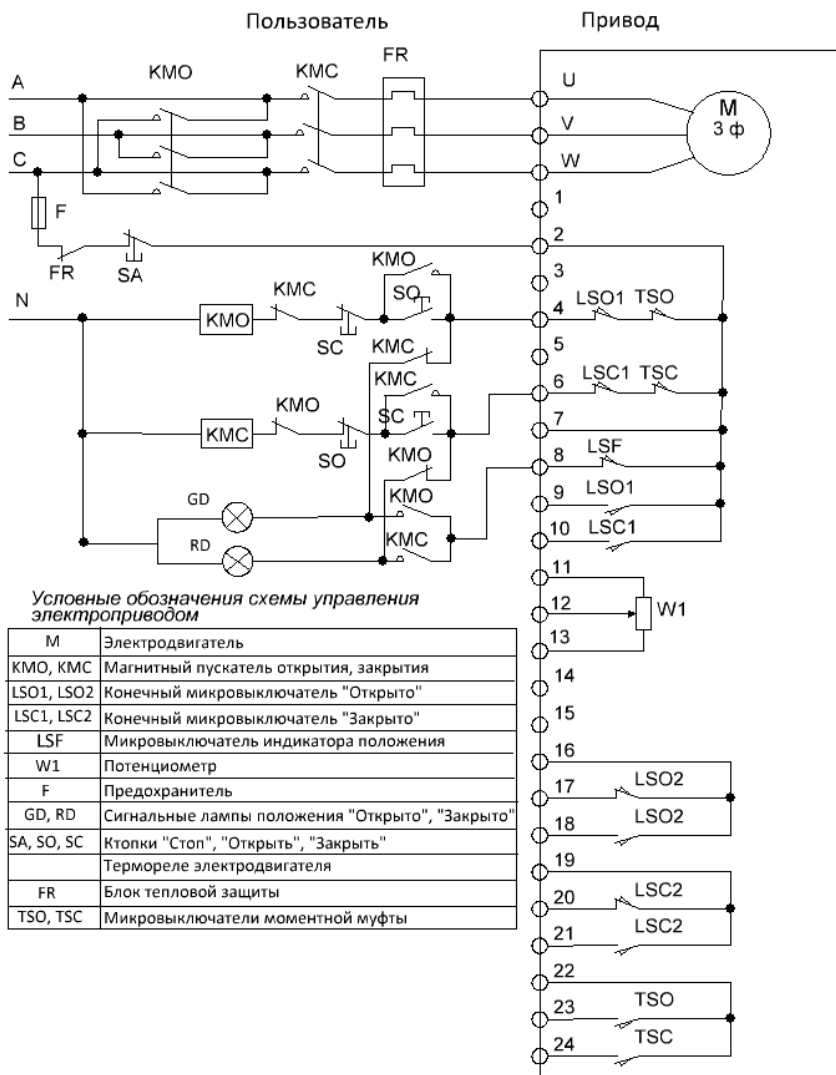 Пользователь
Привод
KMO
KMC
FR
A
B
C
U
V
W
M
3 ф
F
FR
SA
N
1
2
3
4
5
6
7
8
9
10
11
12
13
14
15
16
17
18
19
20
21
22
23
24
KMO
KMC
SC
KMO
SO
LSO1 TSO
KMC
KMC
LSC1 TSC
KMC
KMO
SO
SC
KMO
LSF
GD
KMO
LSO1
RD
KMC
LSC1
W1
LSO2
LSO2
LSC2
LSC2
TSO
TSC
Условные обозначения схемы управления
электроприводом
M Электродвигатель
KMO, KMC Магнитный пускатель открытия, закрытия
LSO1, LSO2 Конечный микровыключатель "Открыто"
LSC1, LSC2 Конечный микровыключатель "Закрыто"
LSF Микровыключатель индикатора положения
W1 Потенциометр
F Предохранитель
GD, RD Сигнальные лампы положения "Открыто", "Закрыто"
SA, SO, SC Ктопки "Стоп", "Открыть", "Закрыть"
Термореле электродвигателя
FR Блок тепловой защиты
TSO, TSC Микровыключатели моментной муфты